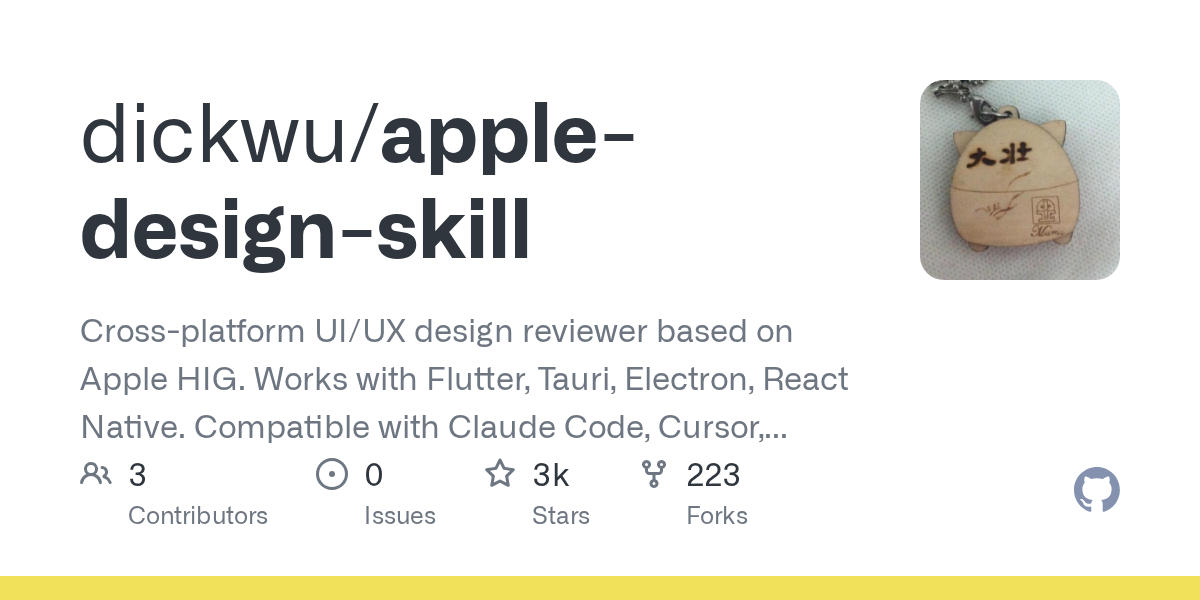 dickwu/apple-
design-skill
大壮
Cross-platform UI/UX design reviewer based on
Apple HIG. Works with Flutter, Tauri, Electron, React
Native. Compatible with Claude Code, Cursor,...
3
Contributors
0
Issues
3k
Stars
223
Forks